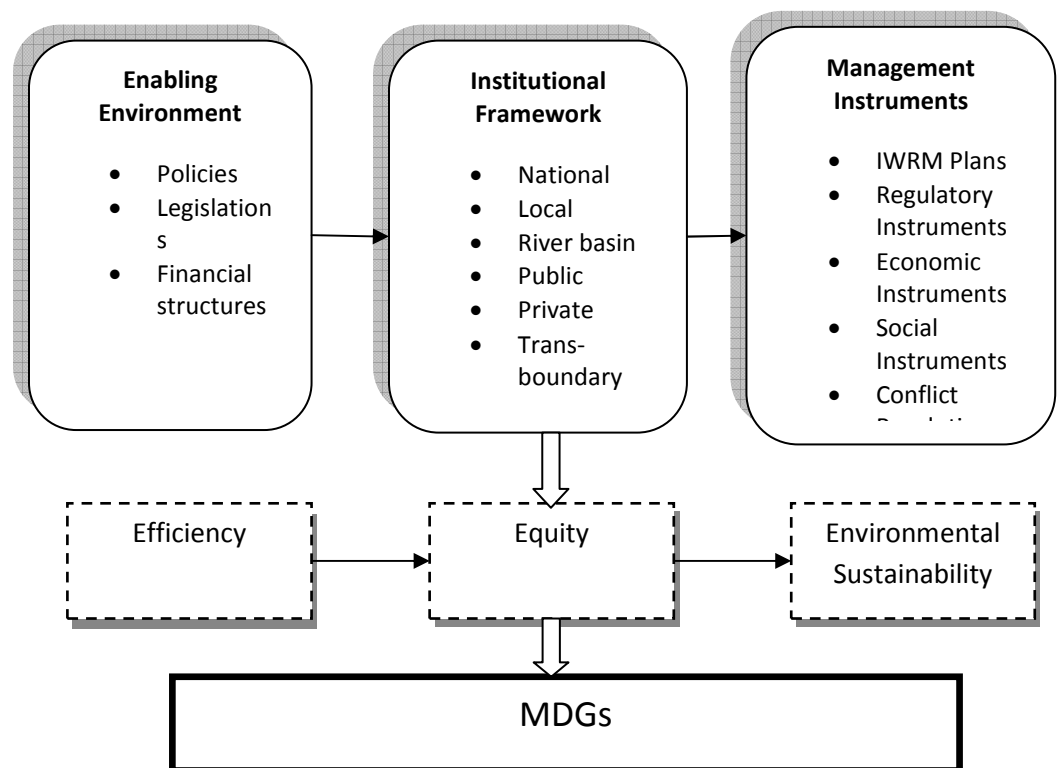 Enabling
Environment
• Policies
• Legislation
s
• Financial
structures
Institutional
Framework
• National
• Local
• River basin
• Public
• Private
• Trans-
boundary
Management
Instruments
• IWRM Plans
• Regulatory
Instruments
• Economic
Instruments
• Social
Instruments
• Conflict
Efficiency
Equity
Environmental
Sustainability
MDGs